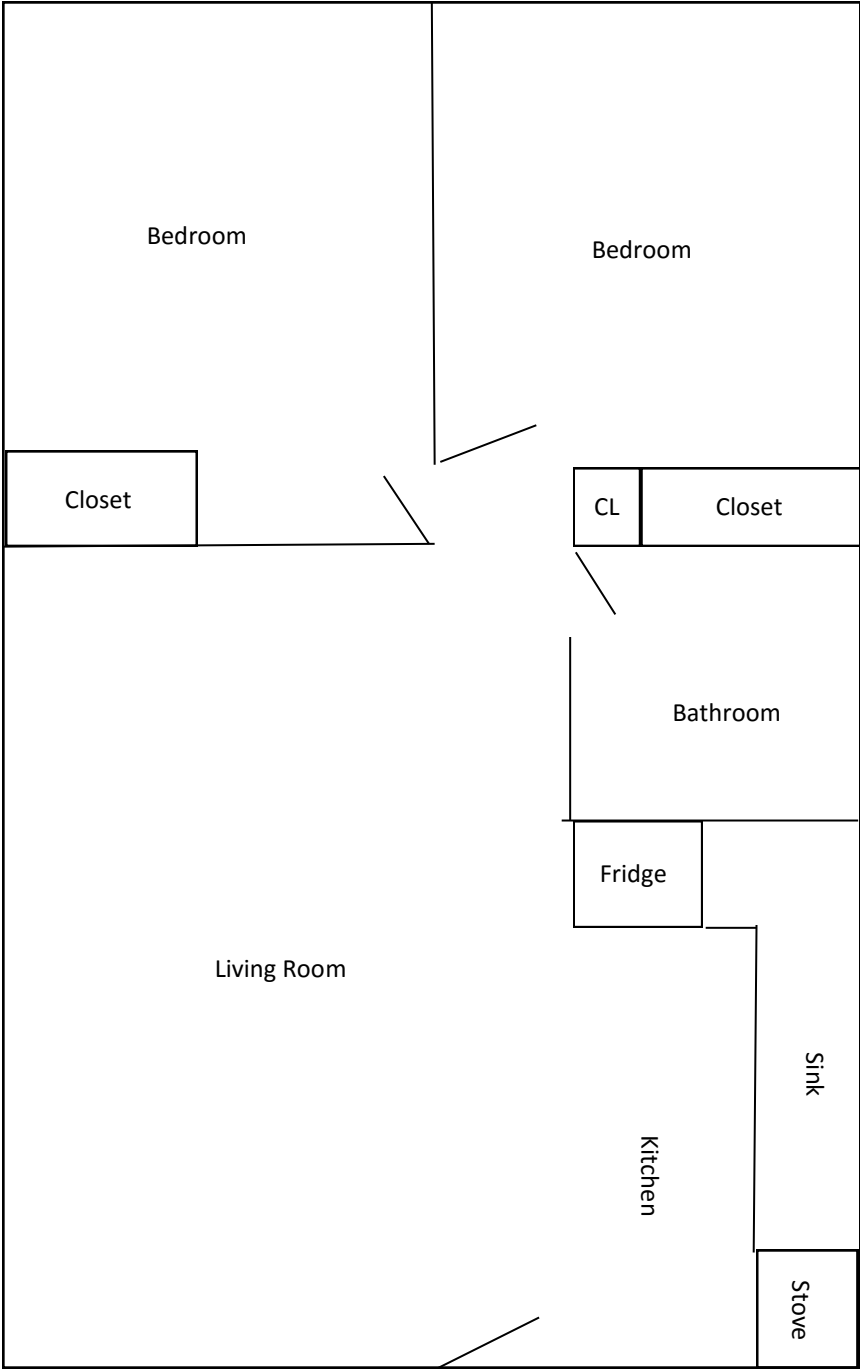 Bedroom
Bedroom
Closet
CL
Closet
Bathroom
Fridge
Living Room
Sink
Kitchen
Stove